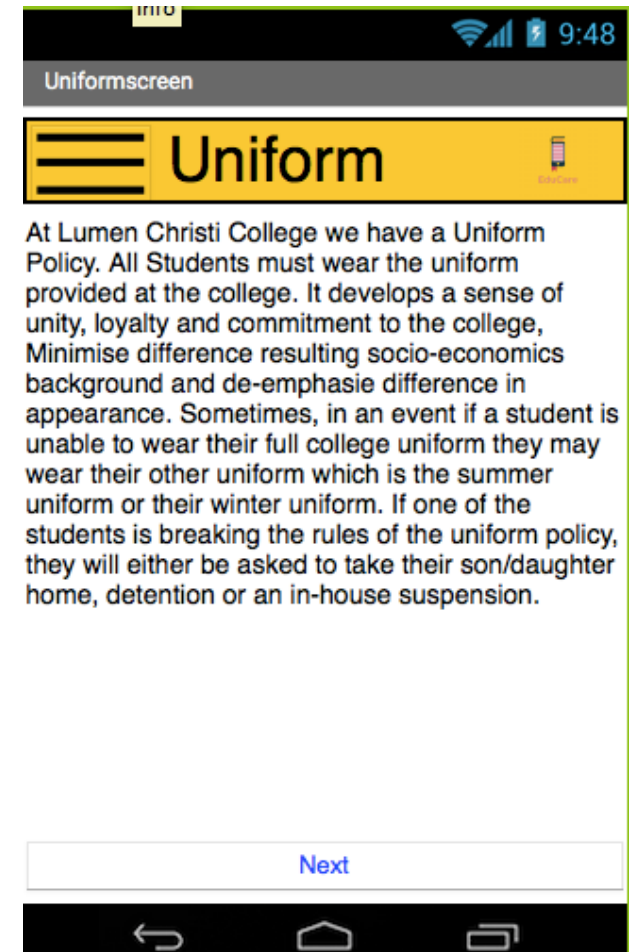 Info
9:48
Uniformscreen
Uniform
EduCare
At Lumen Christi College we have a Uniform
Policy. All Students must wear the uniform
provided at the college. It develops a sense of
unity, loyalty and commitment to the college,
Minimise difference resulting socio-economics
background and de-emphasie difference in
appearance. Sometimes, in an event if a student is
unable to wear their full college uniform they may
wear their other uniform which is the summer
uniform or their winter uniform. If one of the
students is breaking the rules of the uniform policy,
they will either be asked to take their son/daughter
home, detention or an in-house suspension.
Next